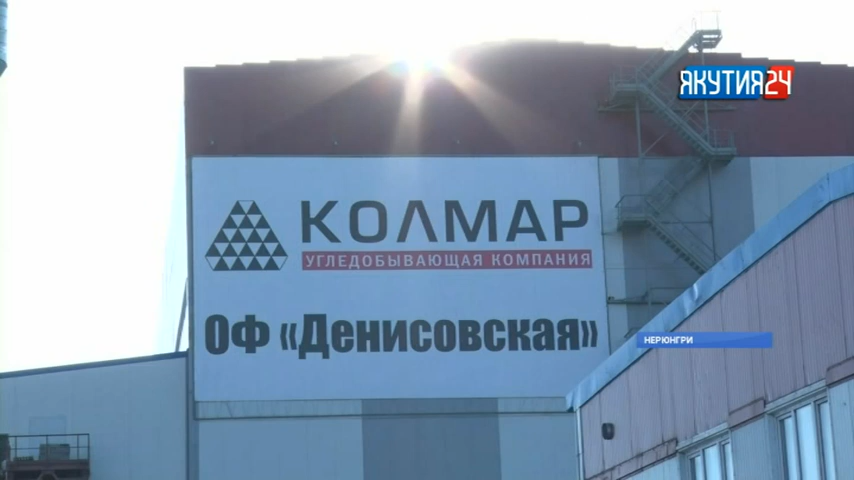 ЯКУТИЯ24
КОЛМАР
УГЛЕДОБЫВАЮЩАЯ КОМПАНИЯ
ОФ «Денисовская»
НЕРЮНГРИ